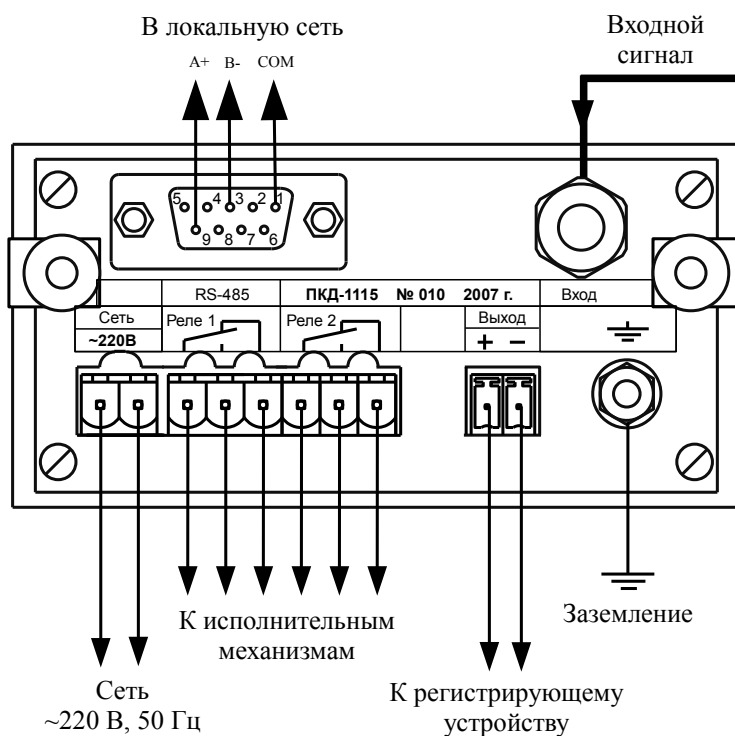 В локальную сеть
Входной
сигнал
A+ B- COM
5 4 3 2 1
9 8 7 6
RS-485 ПКД-1115 № 010 2007 г. Вход
Сеть Реле 1 Реле 2 Выход
~220В + −
К исполнительным
механизмам
Заземление
Сеть
~220 В, 50 Гц
К регистрирующему
устройству